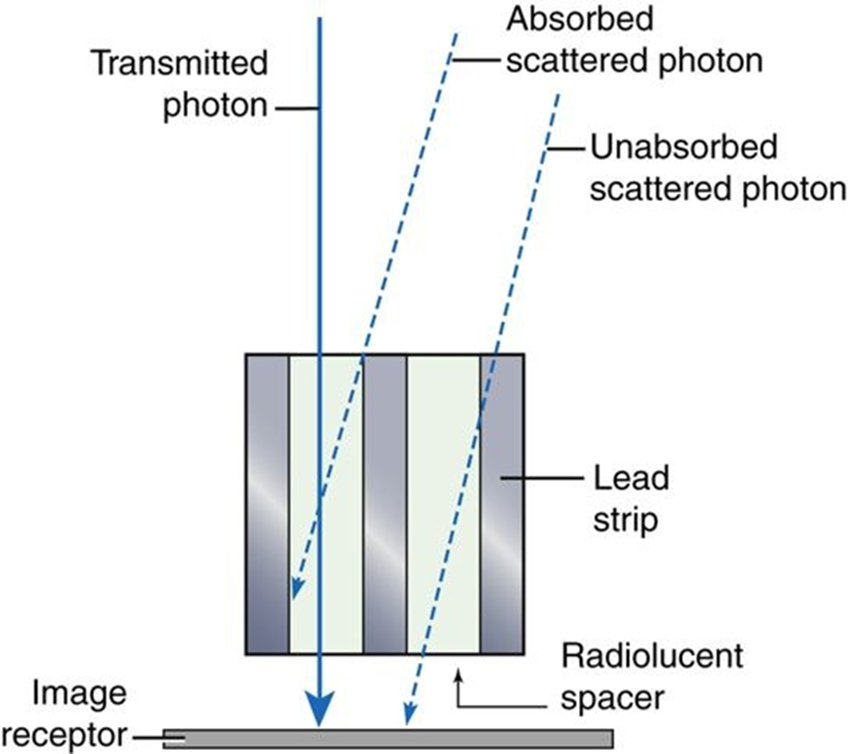 Absorbed
scattered photon
Transmitted
photon
Unabsorbed
scattered photon
Lead
strip
Radiolucent
spacer
Image
receptor